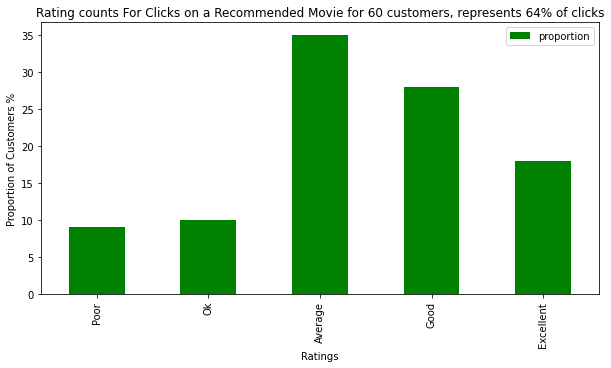 Rating counts For Clicks on a Recommended Movie for 60 customers, represents 64% of clicks
proportion
Proportion of Customers %
35
30
25
20
15
10
5
0
Poor
Ok
Average
Good
Excellent
Ratings